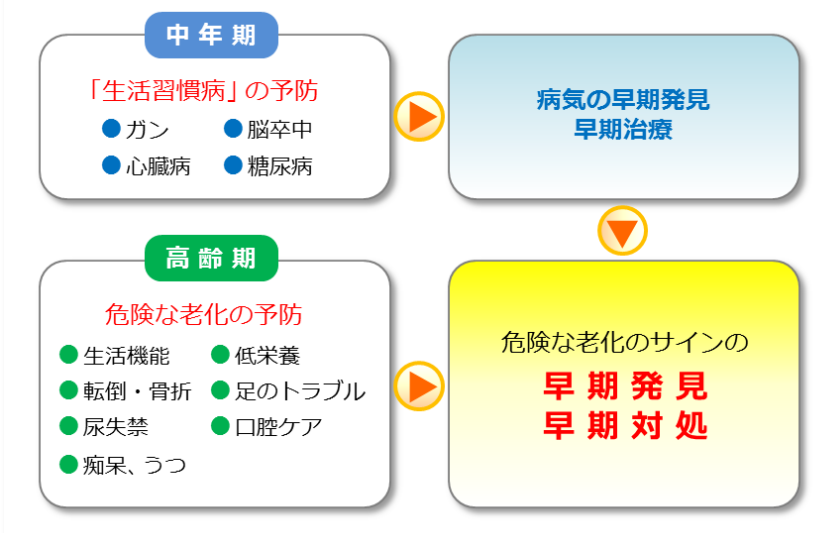 中年期
「生活習慣病」の予防
●ガン ●脳卒中
●心臓病 ●糖尿病
病気の早期発見
早期治療
高齢期
危険な老化の予防
●生活機能 ●低栄養
●転倒・骨折 ●足のトラブル
●尿失禁 ●口腔ケア
●痴呆、うつ
危険な老化のサインの
早期発見
早期対処